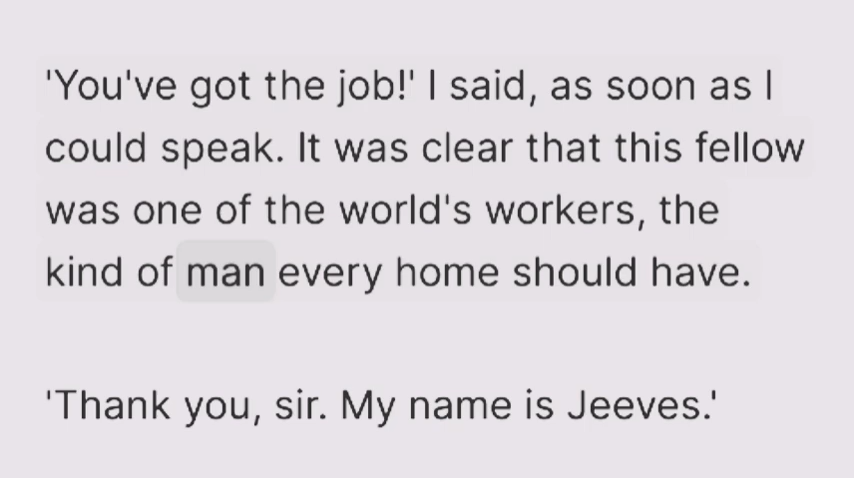 'You've got the job!' I said, as soon as I
could speak. It was clear that this fellow
was one of the world's workers, the
kind of man every home should have.
'Thank you, sir. My name is Jeeves.'